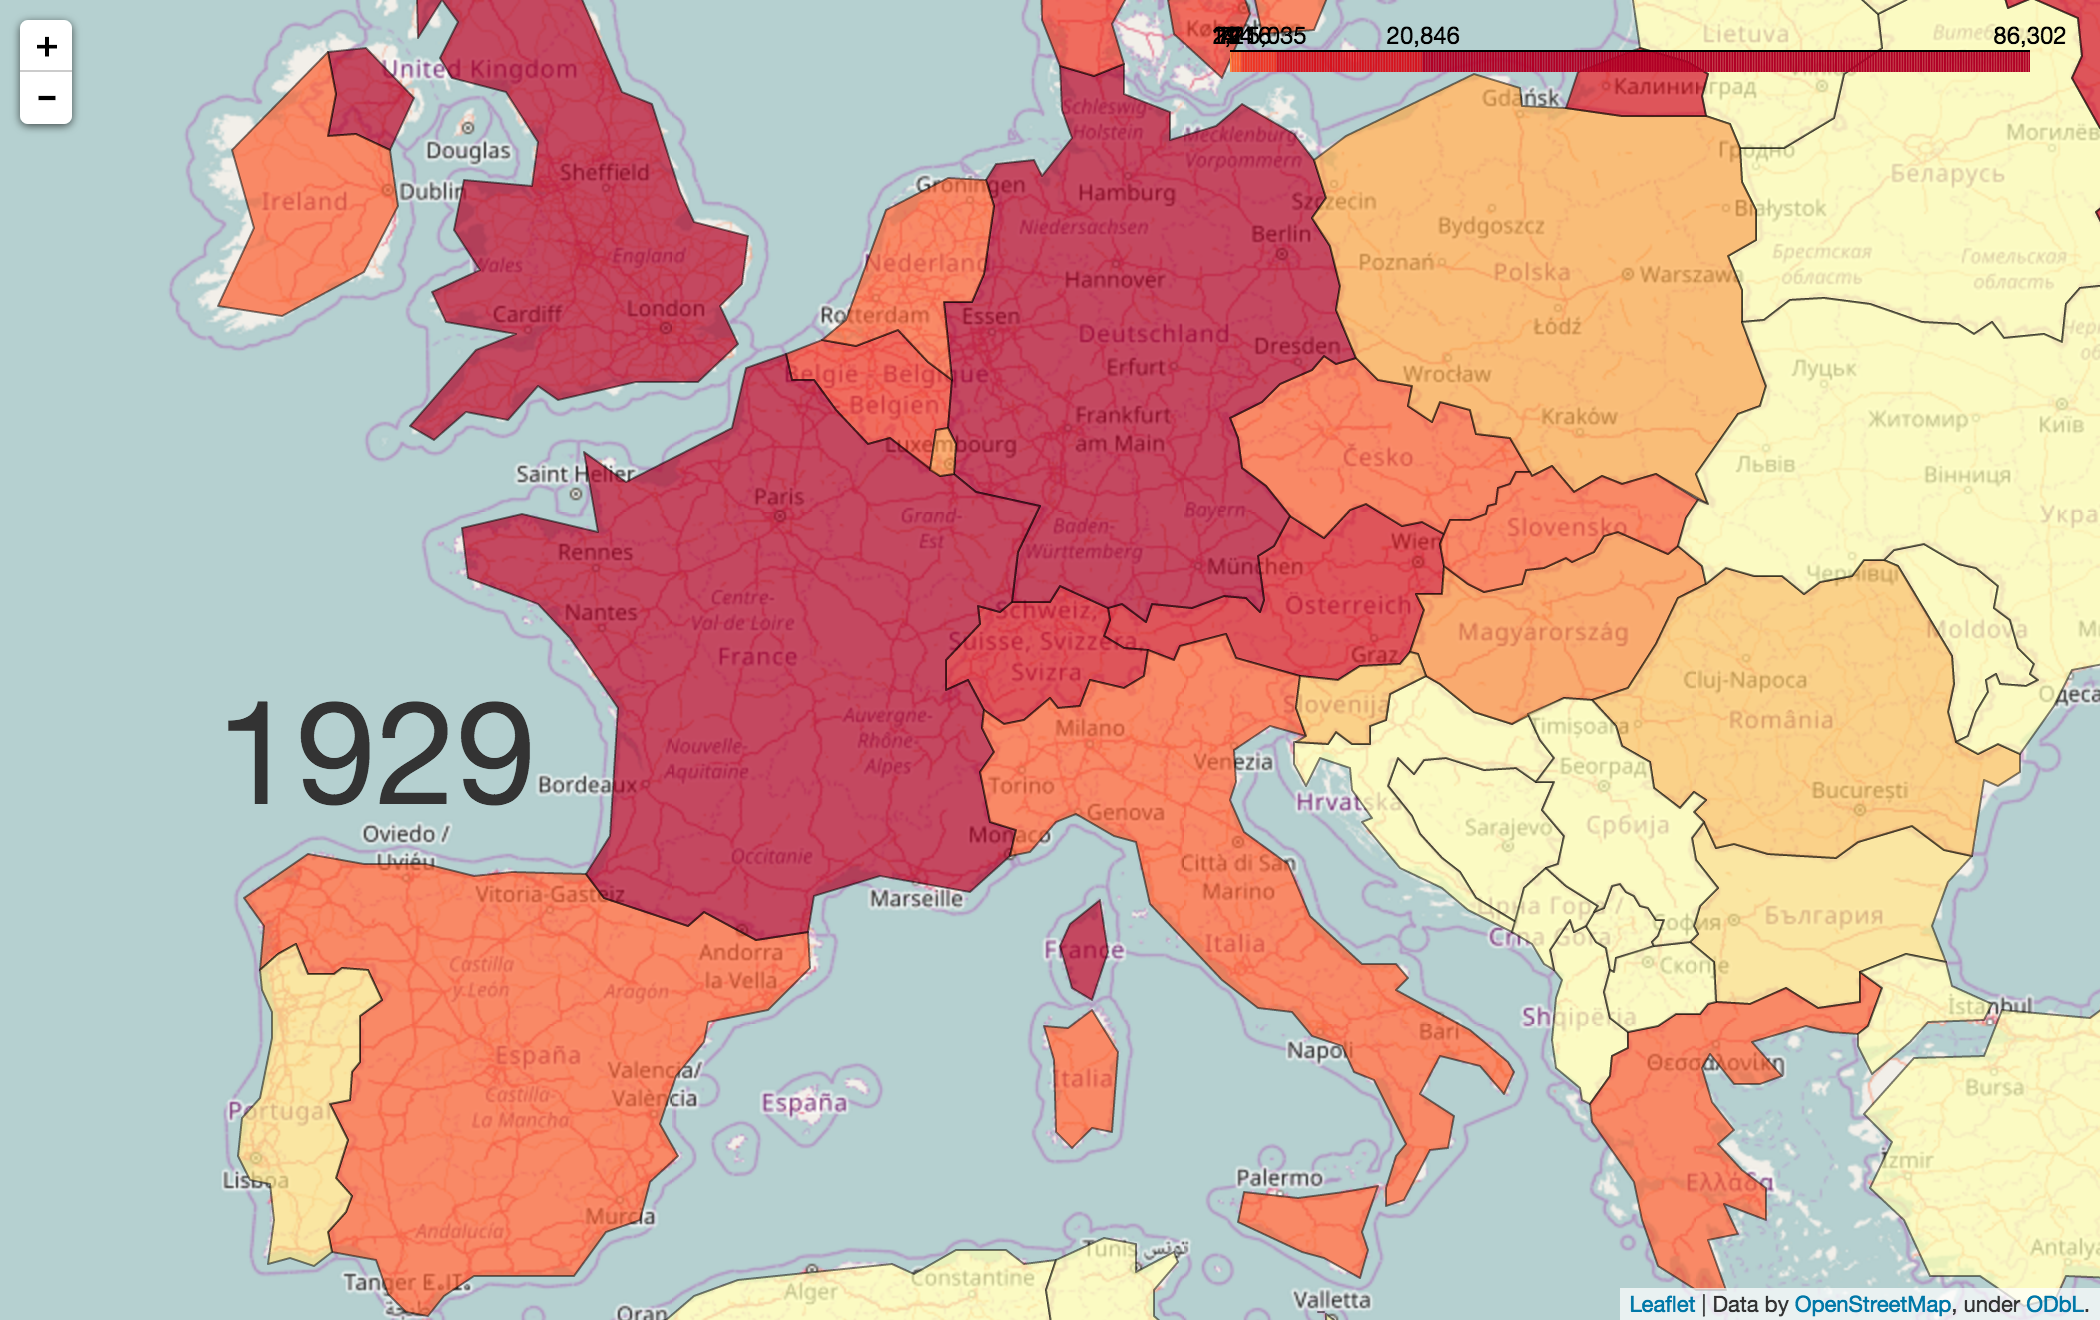 +
−
United Kingdom
Douglas
Dublin
Ireland
Sheffield
Wales
England
Cardiff
London
20,846
86,302
Schleswig-
Holstein
Mecklenburg-
Vorpommern
Hamburg
Niedersachsen
Berlin
Hannover
Groningen
Nederland
Rotterdam
Essen
Deutschland
Dresden
Erfurt
Frankfurt
am Main
België - Belgique
Belgien
Luxembourg
Lietuva
Калининград
Gdańsk
Гродно
Могилёв
Беларусь
Białystok
Брестская
область
Гомельская
область
Szczecin
Bydgoszcz
Poznań
Polska
Warszawa
Łódź
Wrocław
Kraków
Луцьк
Житомир
Київ
Львів
Вінниця
Укра
Чернівці
Česko
Slovensko
Wien
Österreich
Graz
Magyarország
Saint Helier
Paris
Grand-
Est
Baden-
Württemberg
Bayern
München
Rennes
Nantes
Centre-
Val de Loire
France
Schweiz,
Suisse, Svizzera,
Svizra
Auvergne-
Rhône-
Alpes
Nouvelle-
Aquitaine
Bordeaux
1929
Occitanie
Marseille
Monaco
Milano
Torino
Genova
Venezia
Slovenija
Hrvatska
Città di San
Marino
Italia
France
Italia
Napoli
Bari
Palermo
Valletta
Timișoara
Београд
Sarajevo
Србија
Црна Гора /
Crna Gora
Скопје
Shqipëria
Cluj-Napoca
România
București
Moldova
Одеса
София
България
İstanbul
Bursa
İzmir
Antalya
Θεσσαλονίκη
Ελλάδα
Oviedo /
Uviéu
Vitoria-Gasteiz
Andorra
la Vella
Castilla
y León
Aragón
España
Castilla-
La Mancha
Valencia/
València
España
Portugal
Lisboa
Murcia
Andalucía
Alger
Constantine
Tunis تونس
Oran
Leaflet | Data by OpenStreetMap, under ODbL.